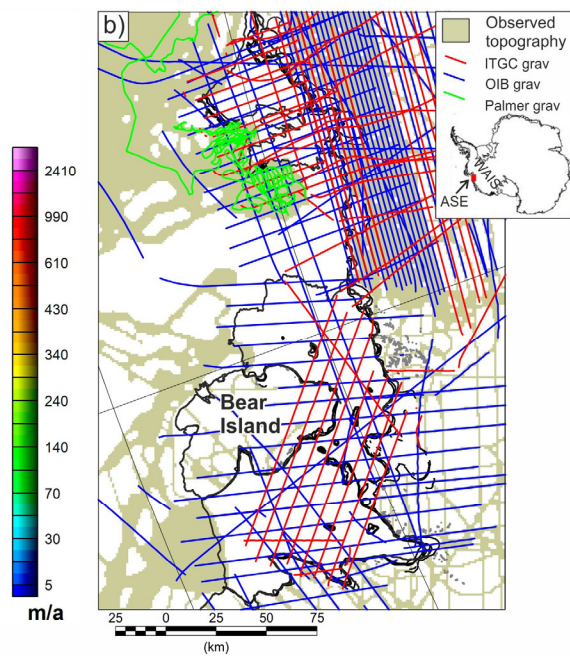 b)
Observed
topography
ITGC grav
OIB grav
Palmer grav
WAIS
ASE
2410
990
610
430
340
240
140
70
30
5
m/a
Bear
Island
25 0 25 50 75
(km)